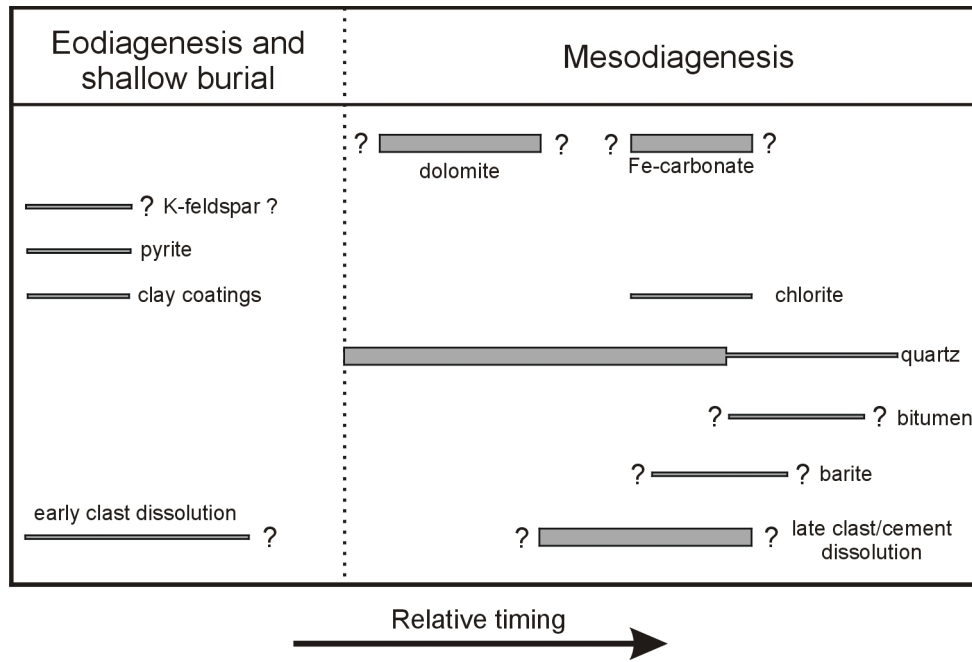 Eodiagenesis and
shallow burial
Mesodiagenesis
? ? ? ?
dolomite
Fe-carbonate
? K-feldspar ?
pyrite
clay coatings
chlorite
quartz
? ? bitumen
? ? barite
early clast dissolution
?
? ? late clast/cement
dissolution
Relative timing